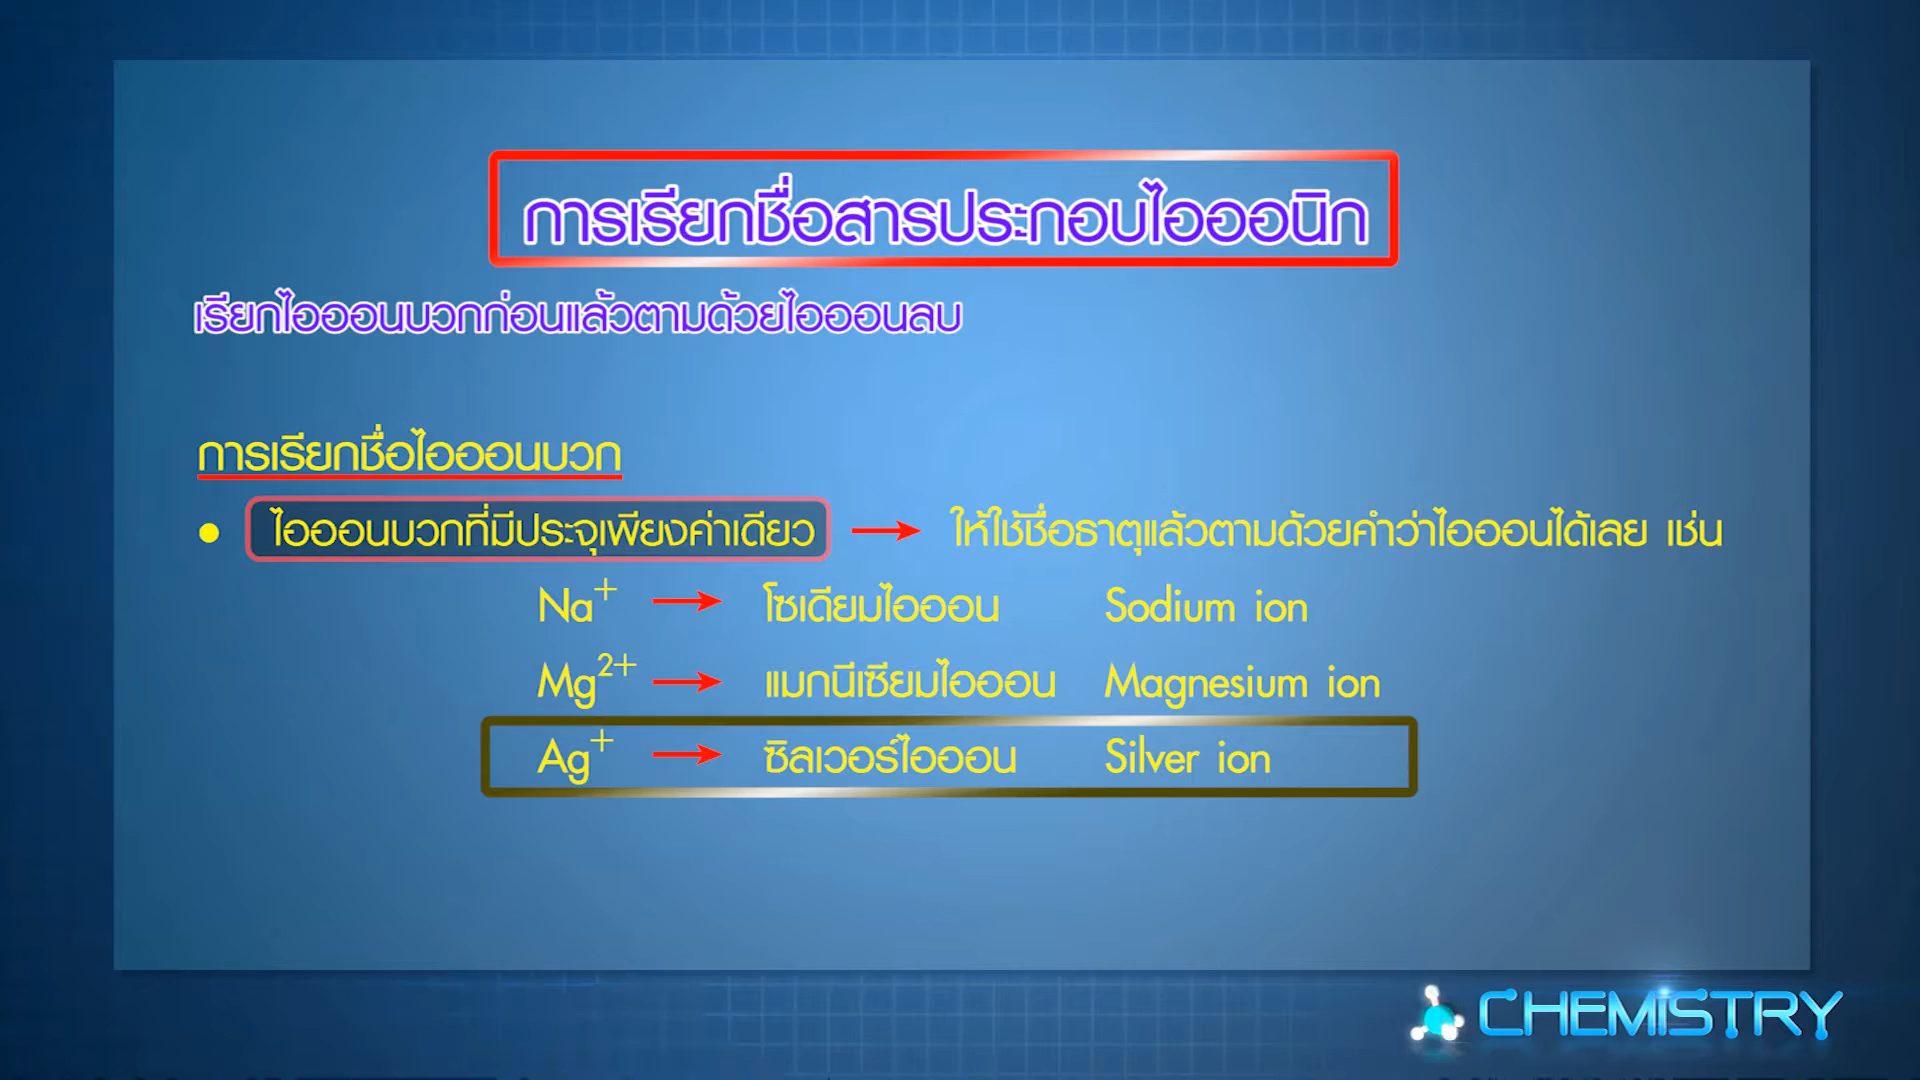 การเรียกชื่อสารประกอบไอออนิก
เรียกไอออนบวกก่อนแล้วตามด้วยไอออนลบ
การเรียกชื่อไอออนบวก
• ไอออนบวกที่มีประจุเพียงค่าเดียว → ให้ใช้ชื่อธาตุแล้วตามด้วยคำว่าไอออนได้เลย เช่น
Na⁺ → โซเดียมไอออน Sodium ion
Mg²⁺ → แมกนีเซียมไอออน Magnesium ion
Ag⁺ → ซิลเวอร์ไอออน Silver ion
CHEMiSTRY